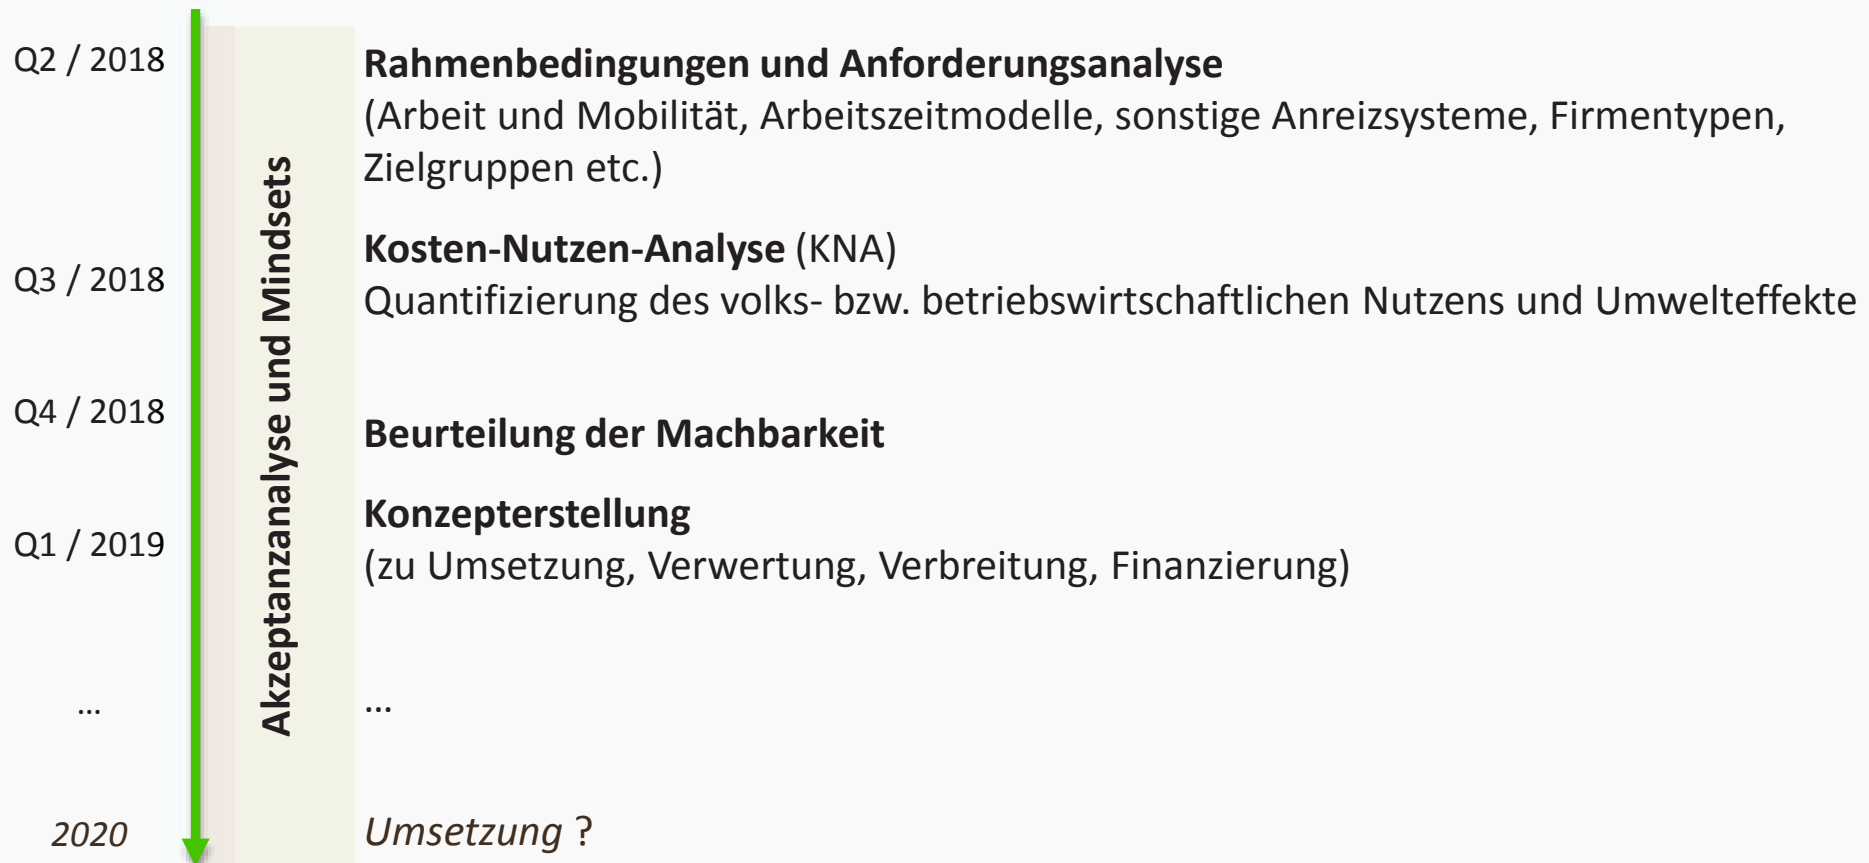 Q2 / 2018
Rahmenbedingungen und Anforderungsanalyse
(Arbeit und Mobilität, Arbeitszeitmodelle, sonstige Anreizsysteme, Firmentypen,
Zielgruppen etc.)
Akzeptanzanalyse und Mindsets
Q3 / 2018
Kosten-Nutzen-Analyse (KNA)
Quantifizierung des volks- bzw. betriebswirtschaftlichen Nutzens und Umwelteffekte
Q4 / 2018
Beurteilung der Machbarkeit
Q1 / 2019
Konzepterstellung
(zu Umsetzung, Verwertung, Verbreitung, Finanzierung)
...
...
2020
Umsetzung ?